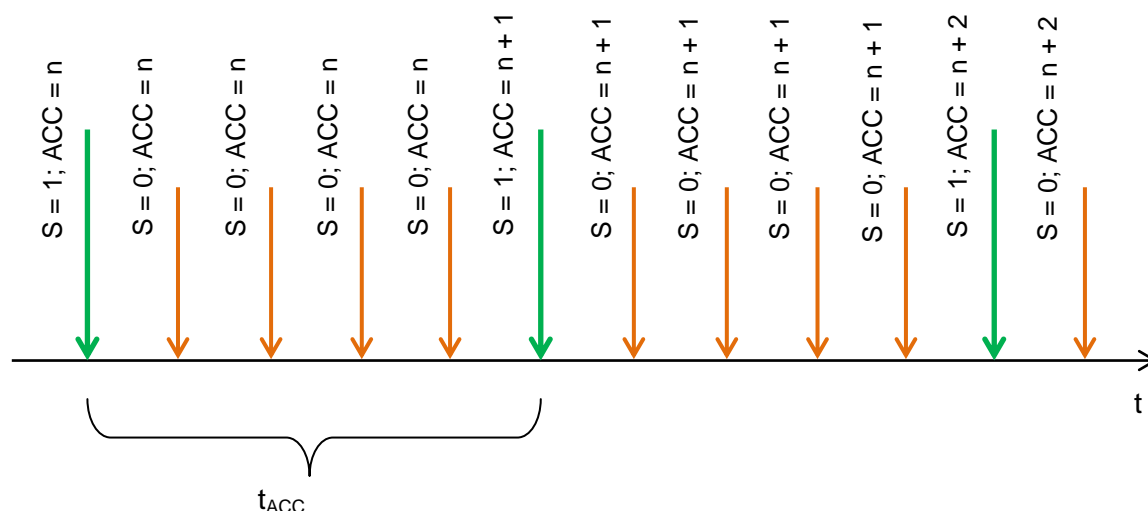 S = 1; ACC = n
S = 0; ACC = n
S = 0; ACC = n
S = 0; ACC = n
S = 0; ACC = n
S = 1; ACC = n + 1
S = 0; ACC = n + 1
S = 0; ACC = n + 1
S = 0; ACC = n + 1
S = 0; ACC = n + 1
S = 1; ACC = n + 2
S = 0; ACC = n + 2
t
tACC